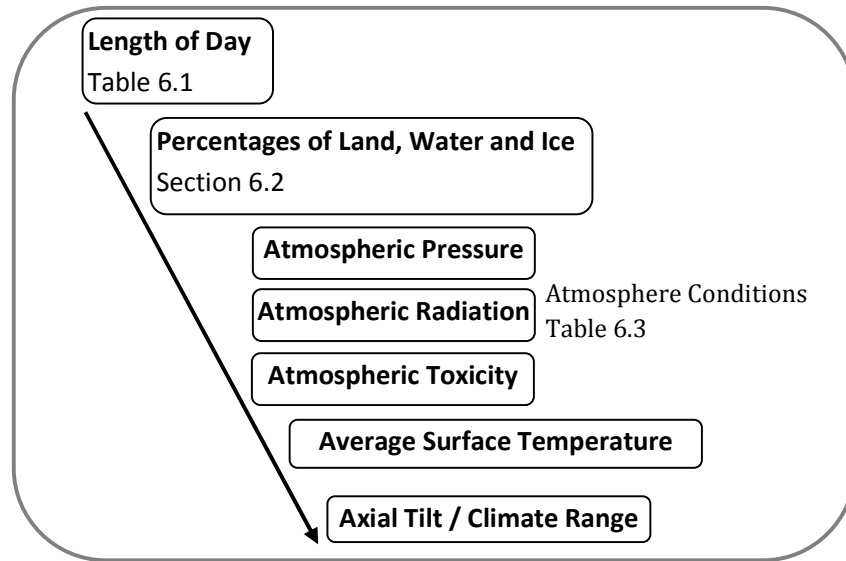 Length of Day
Table 6.1
Percentages of Land, Water and Ice
Section 6.2
Atmospheric Pressure
Atmospheric Radiation
Atmosphere Conditions
Table 6.3
Atmospheric Toxicity
Average Surface Temperature
Axial Tilt / Climate Range